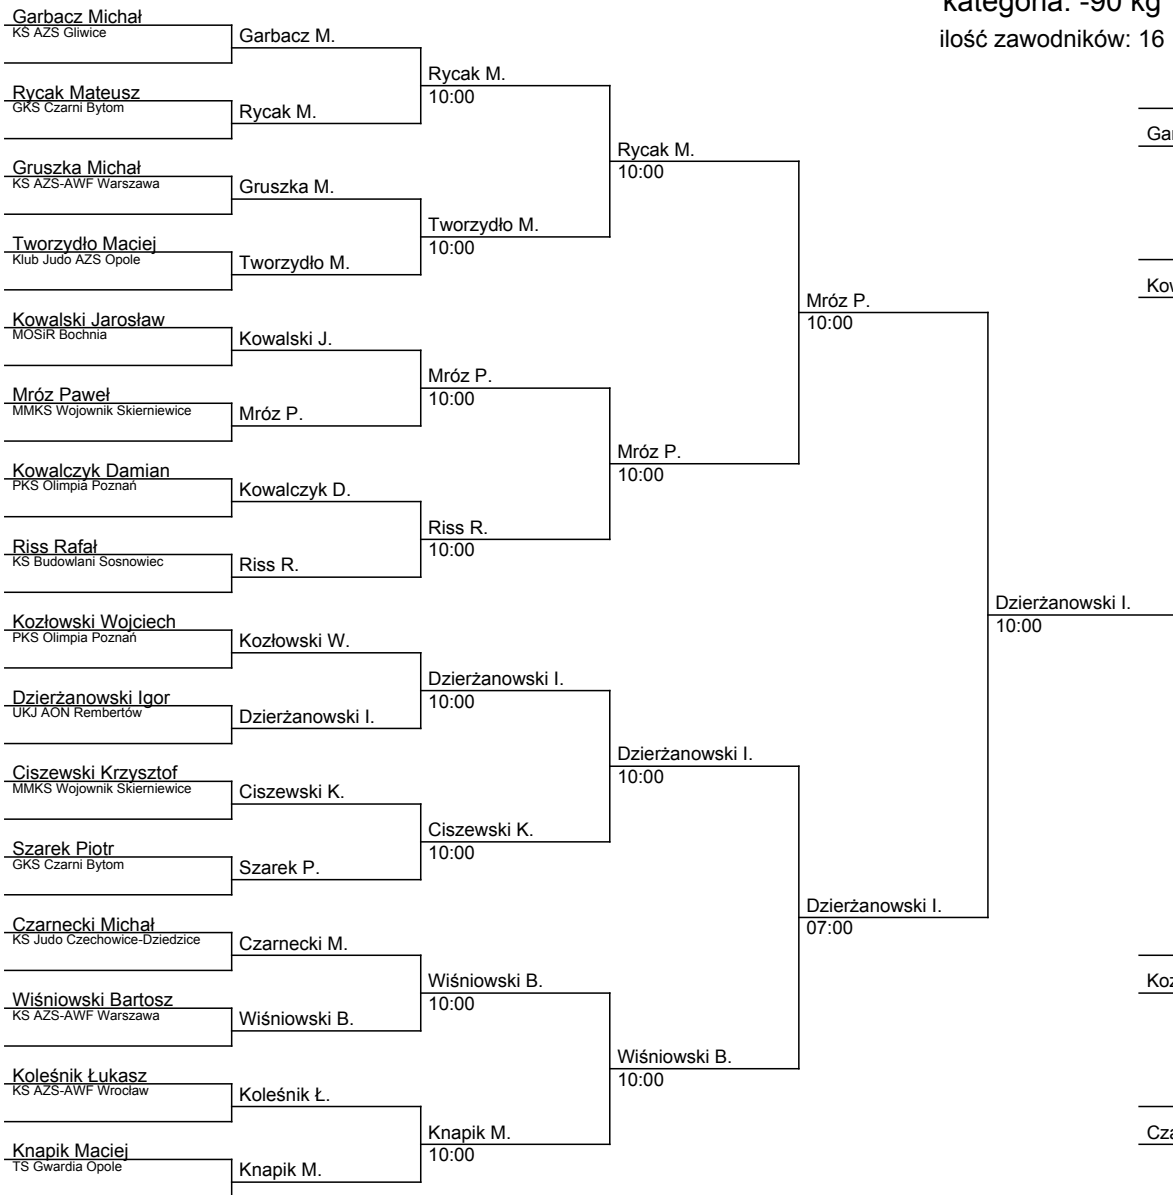 kategoria: -90 kg
ilość zawodników: 16
Garbacz Michał
KS AZS Gliwice
Garbacz M.
Rycak M.
10:00
Rycak Mateusz
GKS Czarni Bytom
Rycak M.
Rycak M.
10:00
Gruszka Michał
KS AZS-AWF Warszawa
Gruszka M.
Tworzydło M.
10:00
Tworzydło Maciej
Klub Judo AZS Opole
Tworzydło M.
Mróz P.
10:00
Kowalski Jarosław
MOSiR Bochnia
Kowalski J.
Mróz P.
10:00
Mróz Paweł
MMKS Wojownik Skierniewice
Mróz P.
Mróz P.
10:00
Kowalczyk Damian
PKS Olimpia Poznań
Kowalczyk D.
Riss R.
10:00
Riss Rafał
KS Budowlani Sosnowiec
Riss R.
Dzierżanowski I.
10:00
Kozłowski Wojciech
PKS Olimpia Poznań
Kozłowski W.
Dzierżanowski I.
10:00
Dzierżanowski Igor
UKJ AON Rembertów
Dzierżanowski I.
Dzierżanowski I.
10:00
Ciszewski Krzysztof
MMKS Wojownik Skierniewice
Ciszewski K.
Ciszewski K.
10:00
Szarek Piotr
GKS Czarni Bytom
Szarek P.
Dzierżanowski I.
07:00
Czarnecki Michał
KS Judo Czechowice-Dziedzice
Czarnecki M.
Wiśniowski B.
10:00
Wiśniowski Bartosz
KS AZS-AWF Warszawa
Wiśniowski B.
Wiśniowski B.
10:00
Koleśnik Łukasz
KS AZS-AWF Wrocław
Koleśnik Ł.
Knapik M.
10:00
Knapik Maciej
TS Gwardia Opole
Knapik M.